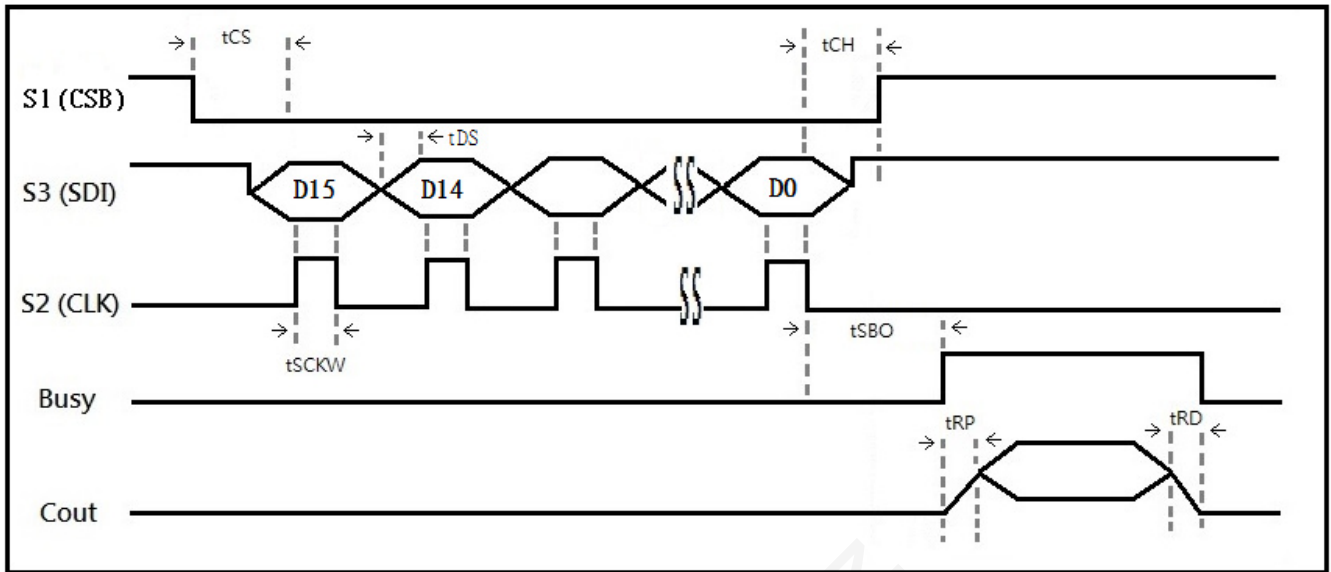 tCS
tCH
S1 (CSB)
tDS
S3 (SDI)
D15
D14
D0
S2 (CLK)
tSCKW
tSBO
Busy
tRP
tRD
Cout